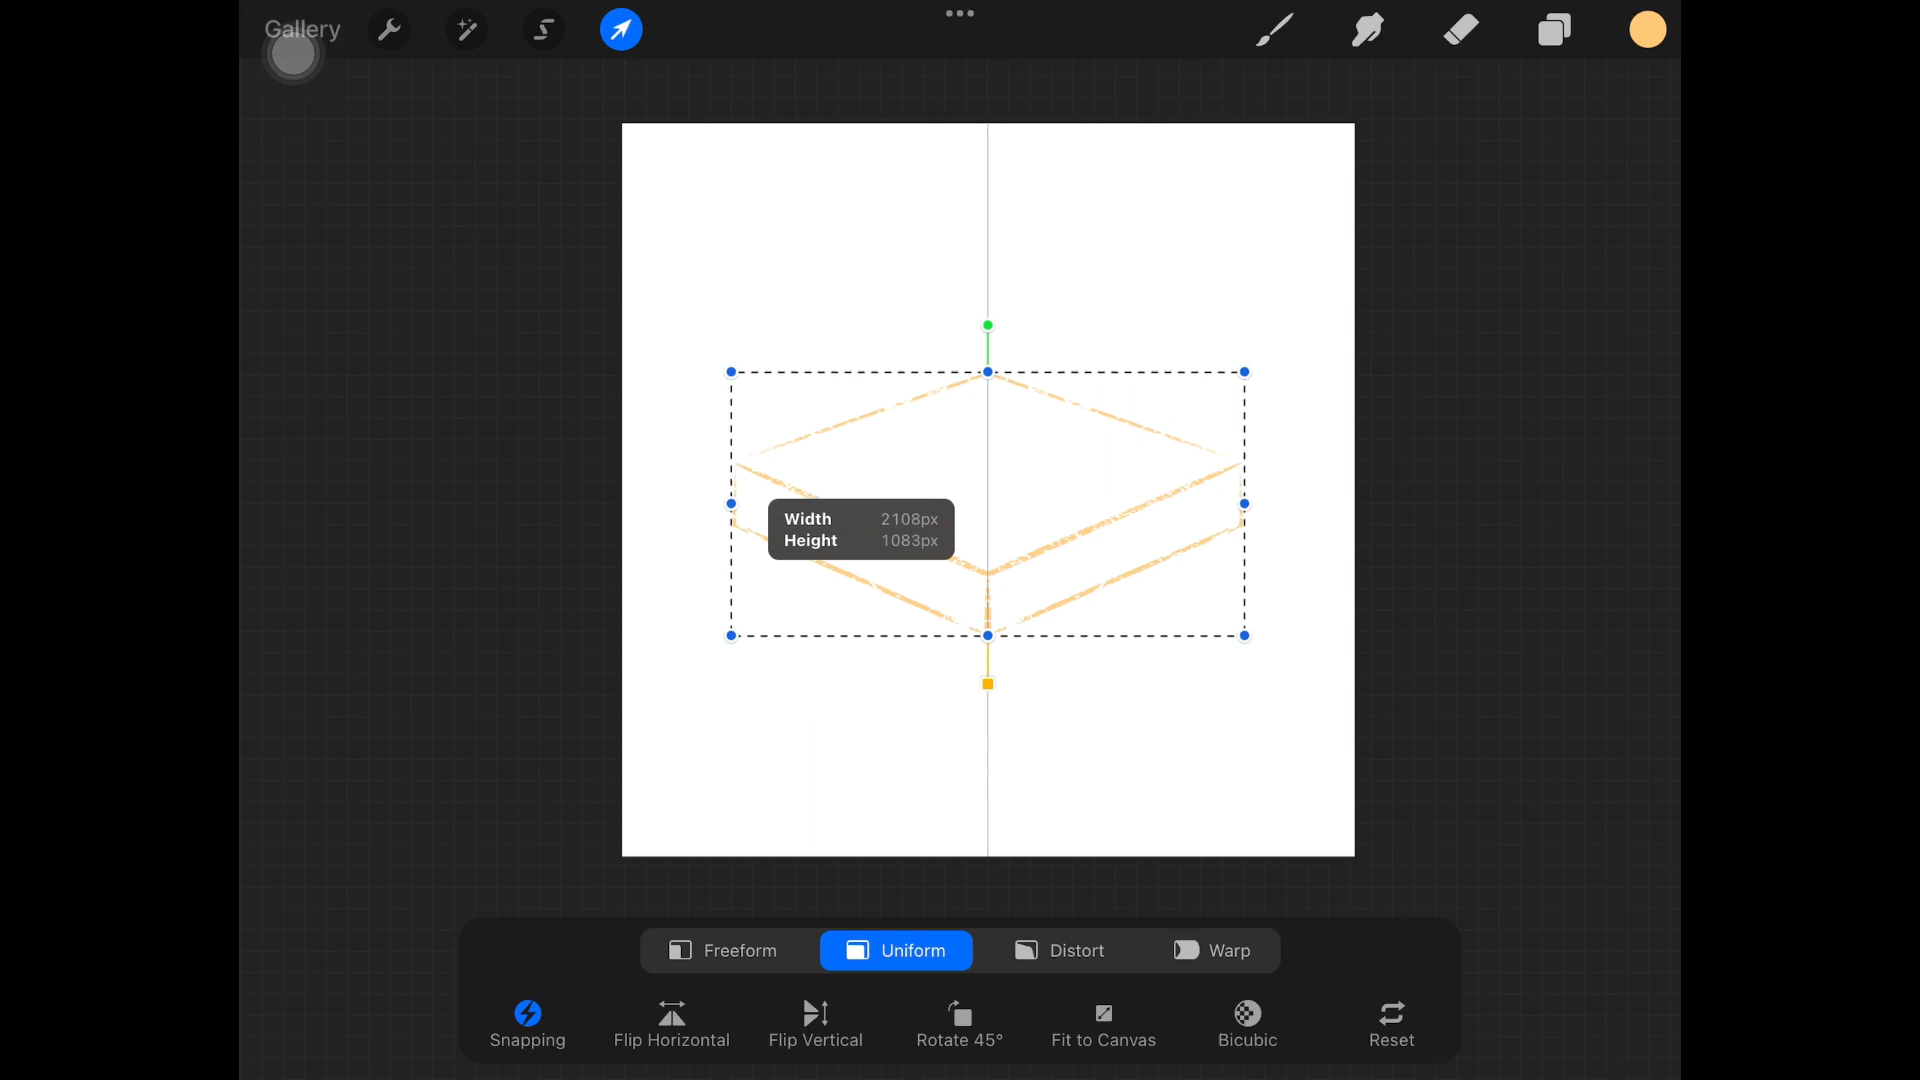 Gallery
Width 2108px
Height 1083px
Freeform Uniform Distort Warp
Snapping Flip Horizontal Flip Vertical Rotate 45° Fit to Canvas Bicubic Reset